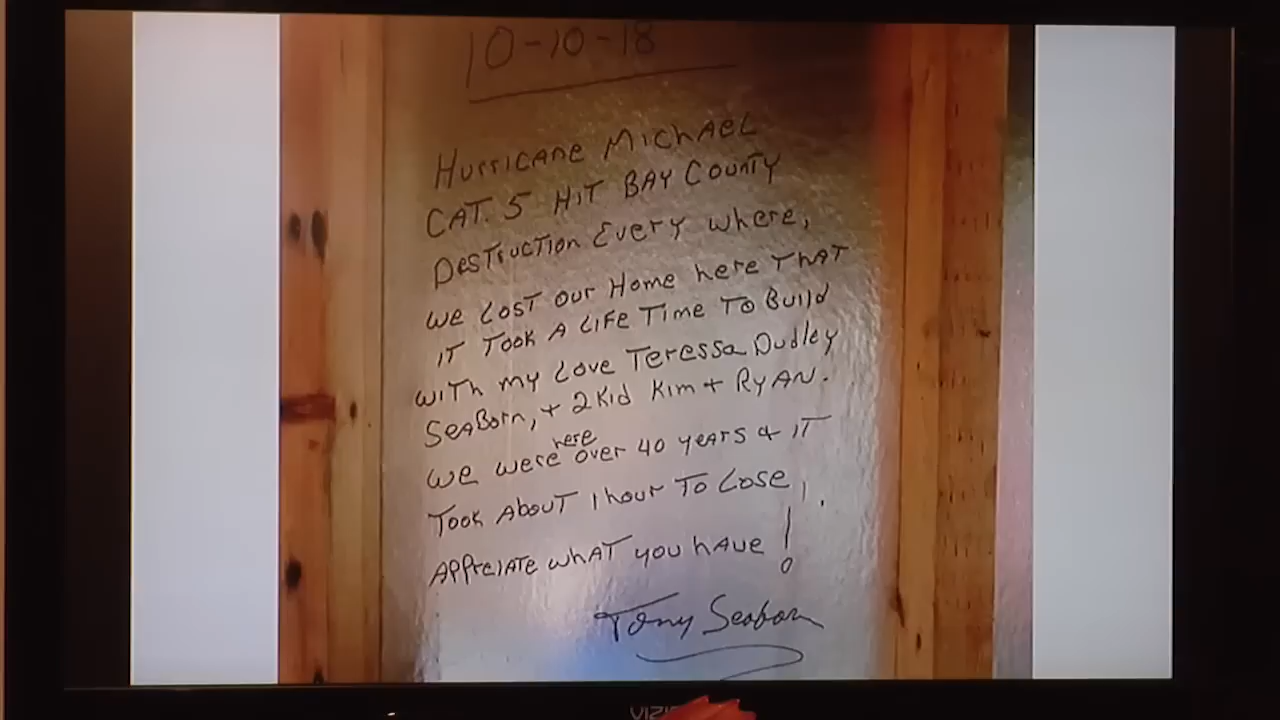 10-10-18
Hurricane Michael
CAT. 5 HIT BAY COUNTY
Destruction Every where,
we Lost our Home here THAT
IT Took A Life Time To Build
with my Love Teressa Dudley
SeaBorn, + 2 Kid Kim + RyAN.
we were here over 40 years & IT
Took About 1 hour To Lose,.
Appreciate what you have!
Tony Seaborn